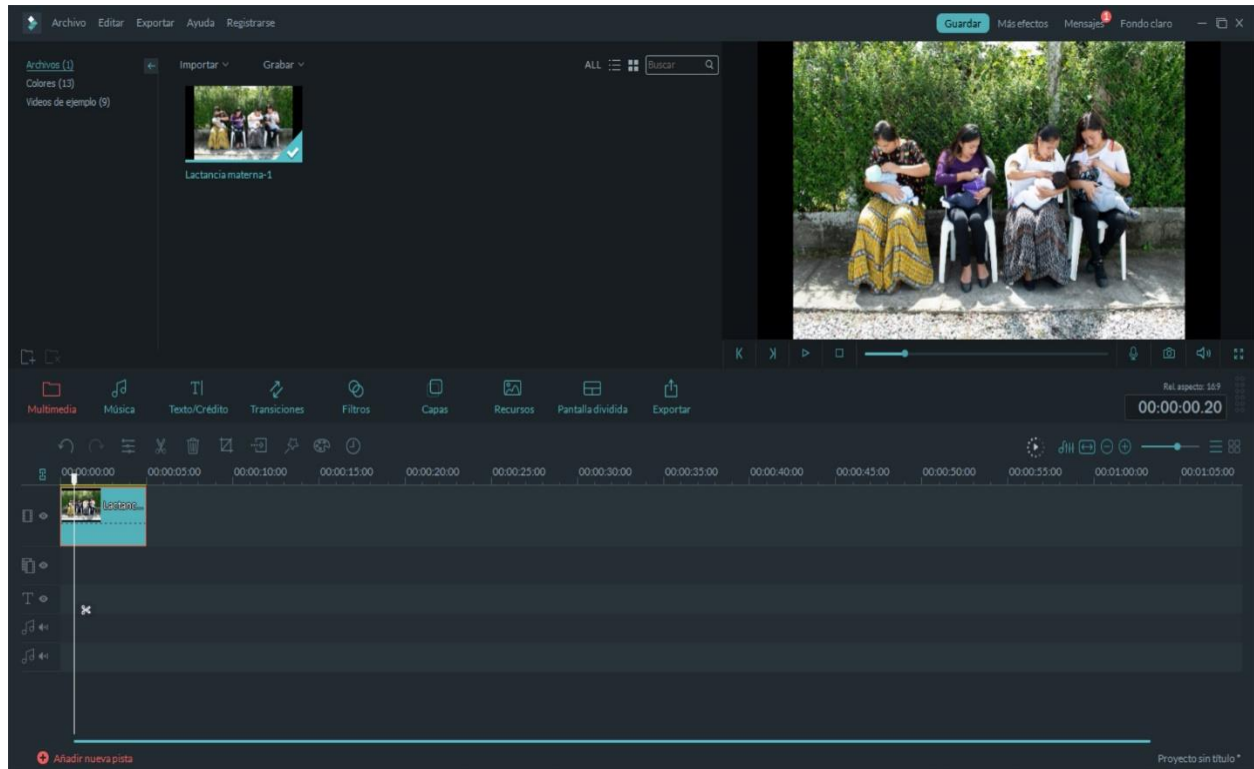 Archivo Editar Exportar Ayuda Registrarse
Guardar Más efectos Mensajes 1 Fondo claro
Archivos (1)
Importar Grabar
ALL Buscar
Colores (13)
Videos de ejemplo (9)
Lactancia materna-1
Multimedia Música Texto/Crédito Transiciones Filtros Capas Recursos Pantalla dividida Exportar
Rel. aspecto: 16:9
00:00:00.20
00:00:00:00 00:00:05:00 00:00:10:00 00:00:15:00 00:00:20:00 00:00:25:00 00:00:30:00 00:00:35:00 00:00:40:00 00:00:45:00 00:00:50:00 00:00:55:00 00:01:00:00 00:01:05:00
Lactanc...
T
Añadir nueva pista
Proyecto sin título *